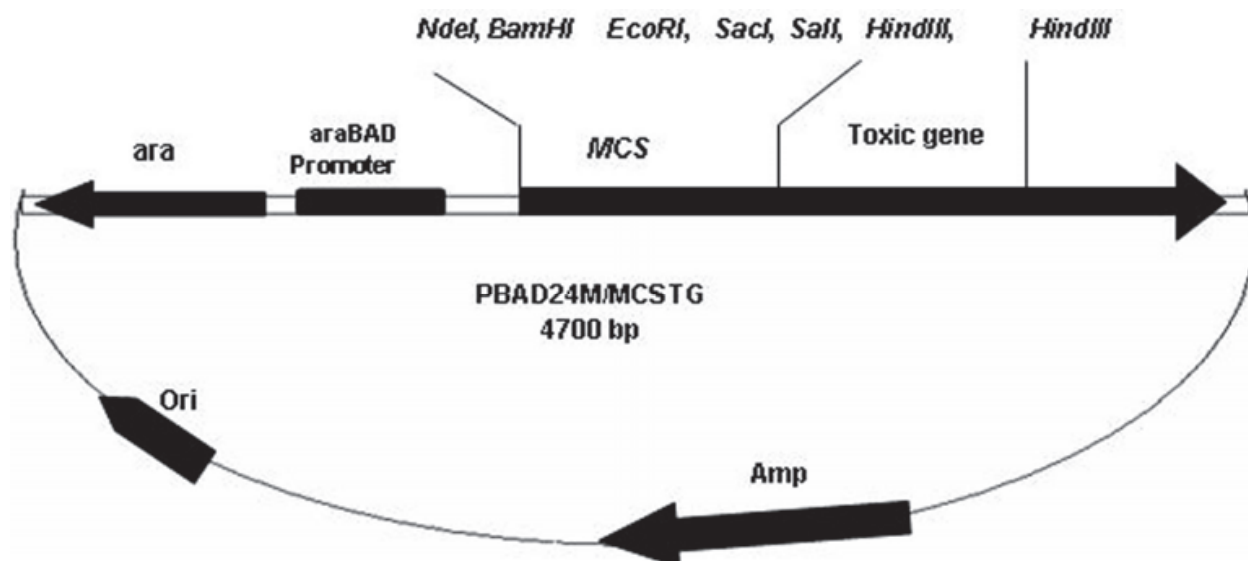 NdeI, BamHI EcoRI, SacI, SalI, HindIII, HindIII
araBAD
Promoter
ara
MCS
Toxic gene
PBAD24M/MCSTG
4700 bp
Ori
Amp